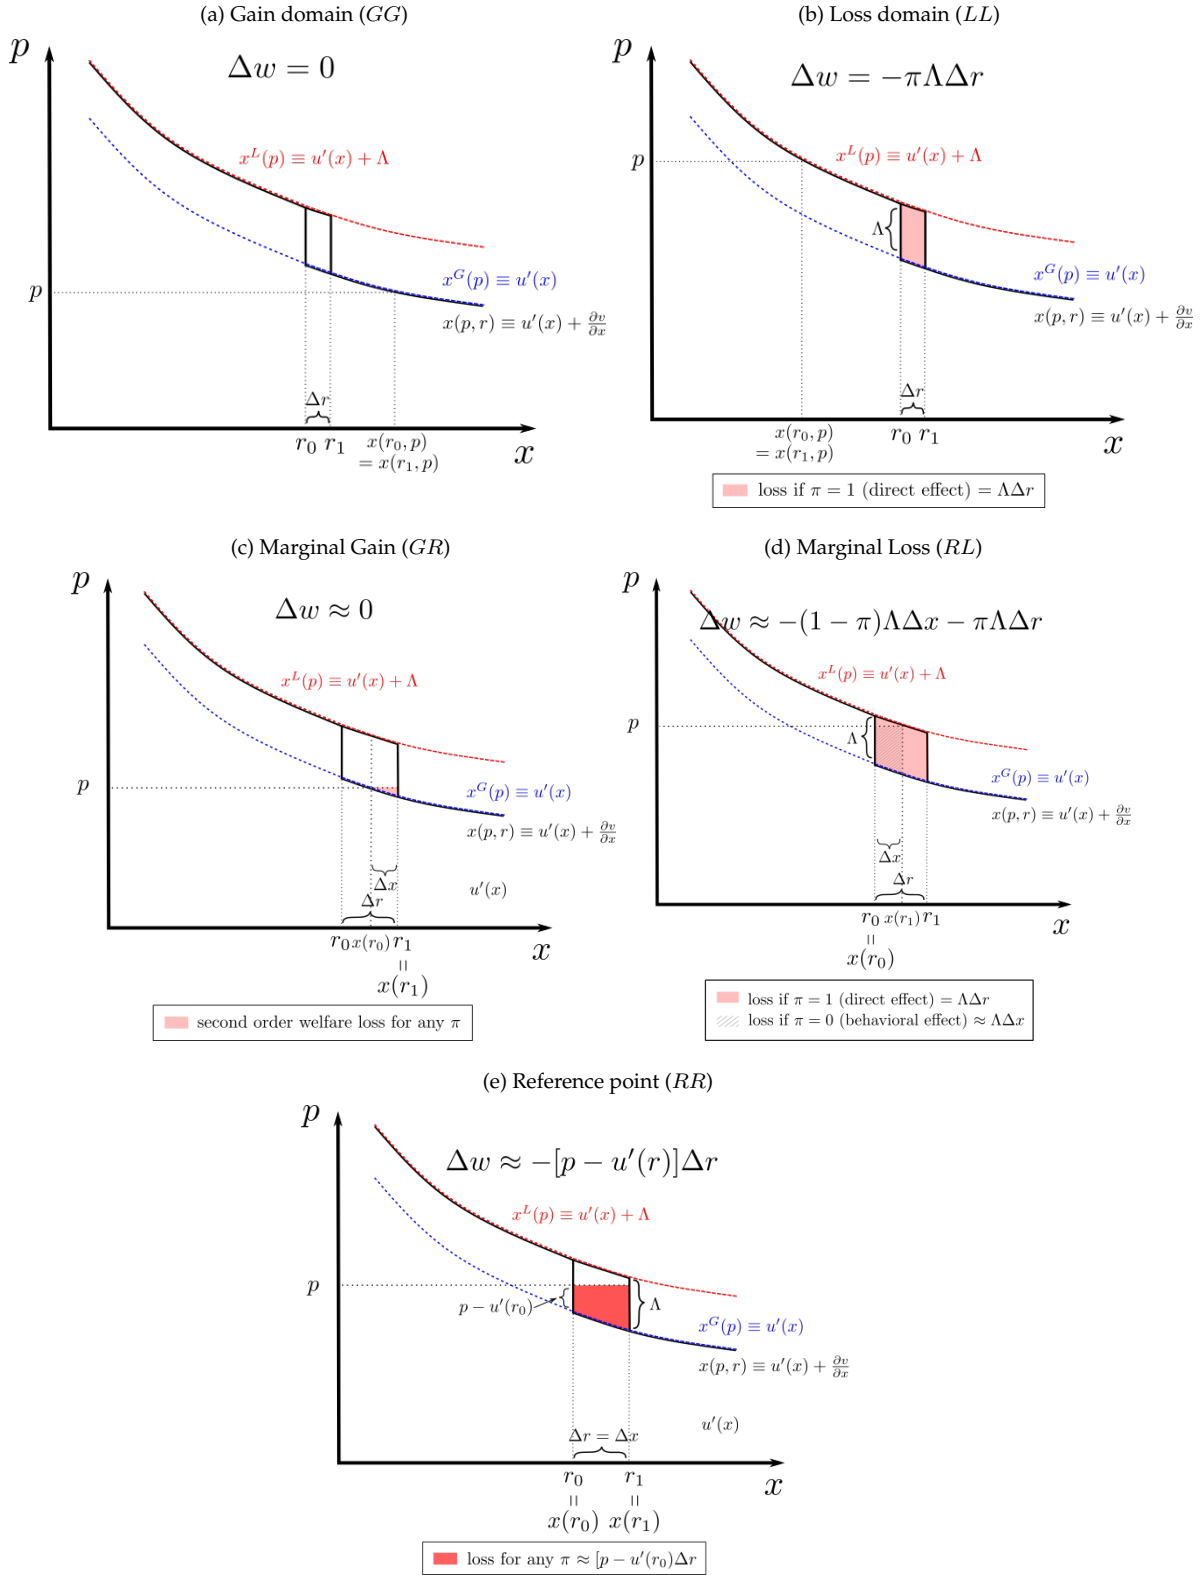 (a) Gain domain (GG)
p
Δw = 0
x^L(p) ≡ u′(x) + Λ
x^G(p) ≡ u′(x)
p
x(p, r) ≡ u′(x) + ∂v/∂x
Δr
r₀ r₁ x(r₀, p)
= x(r₁, p)
x
(b) Loss domain (LL)
p
Δw = −πΛΔr
p
x^L(p) ≡ u′(x) + Λ
Λ
x^G(p) ≡ u′(x)
x(p, r) ≡ u′(x) + ∂v/∂x
Δr
x(r₀, p)
= x(r₁, p)
r₀ r₁
x
loss if π = 1 (direct effect) = ΛΔr
(c) Marginal Gain (GR)
p
Δw ≈ 0
x^L(p) ≡ u′(x) + Λ
p
x^G(p) ≡ u′(x)
x(p, r) ≡ u′(x) + ∂v/∂x
Δx
u′(x)
Δr
r₀ x(r₀) r₁
x
=
x(r₁)
second order welfare loss for any π
(d) Marginal Loss (RL)
p
Δw ≈ −(1 − π)ΛΔx − πΛΔr
x^L(p) ≡ u′(x) + Λ
p
Λ
x^G(p) ≡ u′(x)
x(p, r) ≡ u′(x) + ∂v/∂x
Δx
Δr
r₀ x(r₁) r₁
x
=
x(r₀)
loss if π = 1 (direct effect) = ΛΔr
loss if π = 0 (behavioral effect) ≈ ΛΔx
(e) Reference point (RR)
p
Δw ≈ −[p − u′(r)]Δr
x^L(p) ≡ u′(x) + Λ
p
p − u′(r₀)
Λ
x^G(p) ≡ u′(x)
x(p, r) ≡ u′(x) + ∂v/∂x
u′(x)
Δr = Δx
r₀ r₁
x
= =
x(r₀) x(r₁)
loss for any π ≈ [p − u′(r₀)Δr